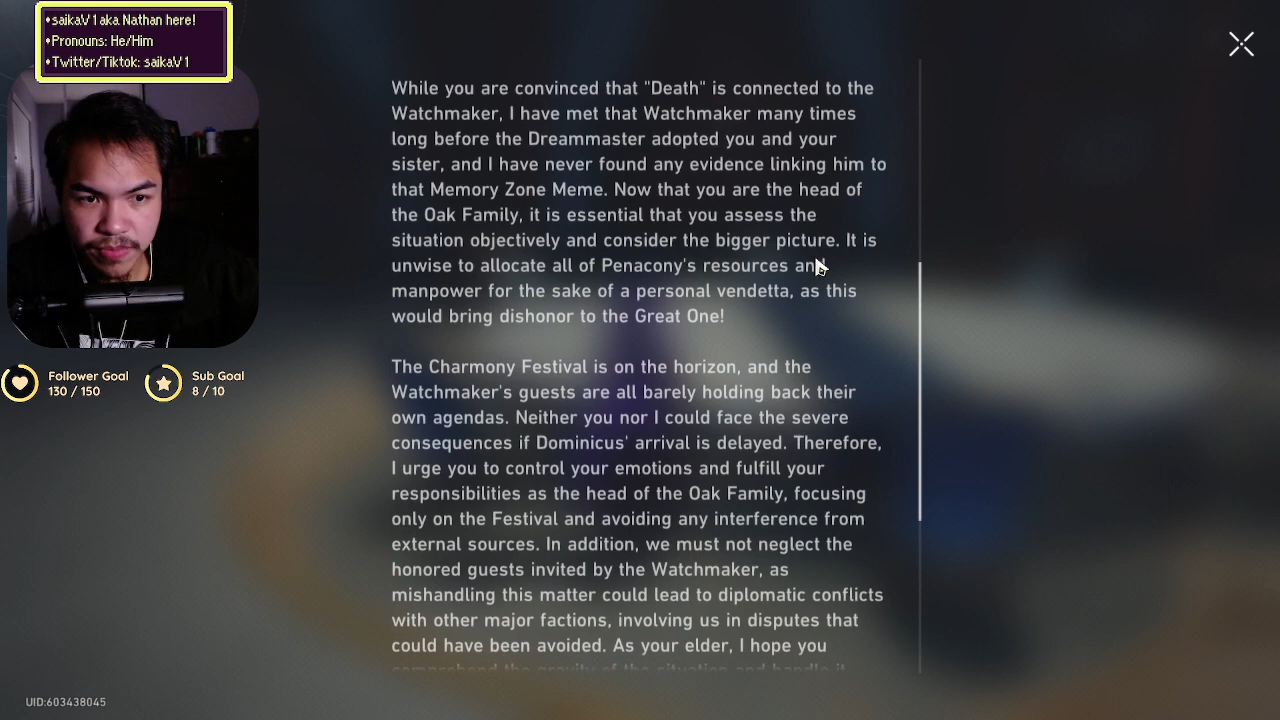 •saikaV1 aka Nathan here!
•Pronouns: He/Him
•Twitter/Tiktok: saikaV1
Follower Goal
130 / 150
Sub Goal
8 / 10
While you are convinced that "Death" is connected to the
Watchmaker, I have met that Watchmaker many times
long before the Dreammaster adopted you and your
sister, and I have never found any evidence linking him to
that Memory Zone Meme. Now that you are the head of
the Oak Family, it is essential that you assess the
situation objectively and consider the bigger picture. It is
unwise to allocate all of Penacony's resources and
manpower for the sake of a personal vendetta, as this
would bring dishonor to the Great One!
The Charmony Festival is on the horizon, and the
Watchmaker's guests are all barely holding back their
own agendas. Neither you nor I could face the severe
consequences if Dominicus' arrival is delayed. Therefore,
I urge you to control your emotions and fulfill your
responsibilities as the head of the Oak Family, focusing
only on the Festival and avoiding any interference from
external sources. In addition, we must not neglect the
honored guests invited by the Watchmaker, as
mishandling this matter could lead to diplomatic conflicts
with other major factions, involving us in disputes that
could have been avoided. As your elder, I hope you
comprehend the gravity of the situation and handle it
UID:603438045